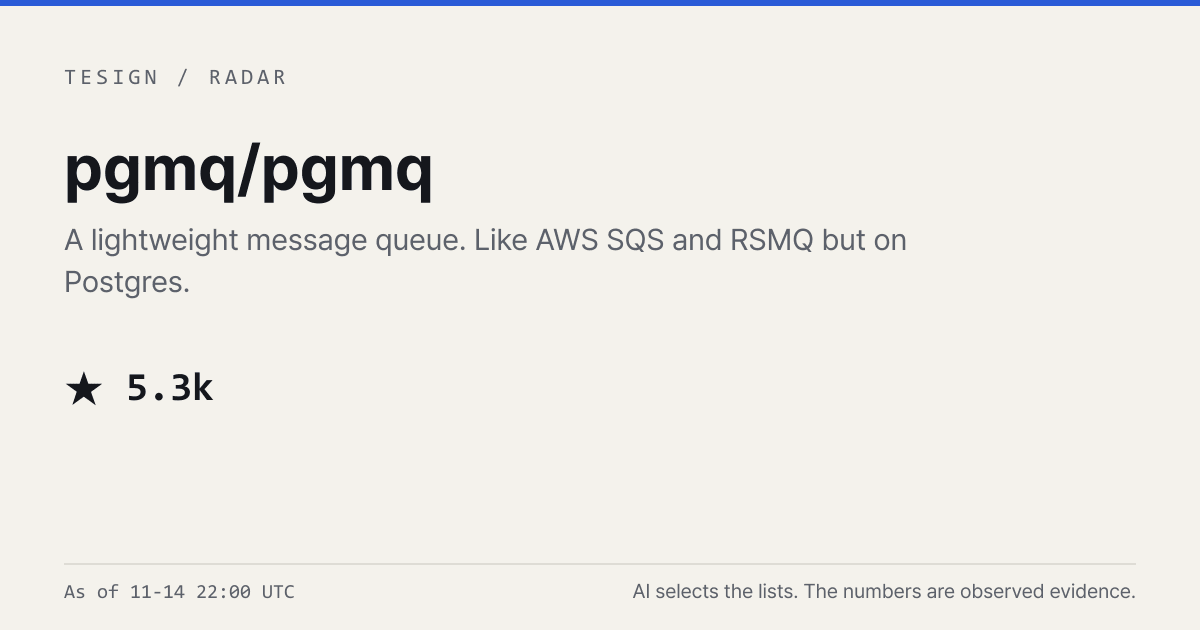 TESIGN / RADAR
pgmq/pgmq
A lightweight message queue. Like AWS SQS and RSMQ but on
Postgres.
★ 5.3k
As of 11-14 22:00 UTC
AI selects the lists. The numbers are observed evidence.